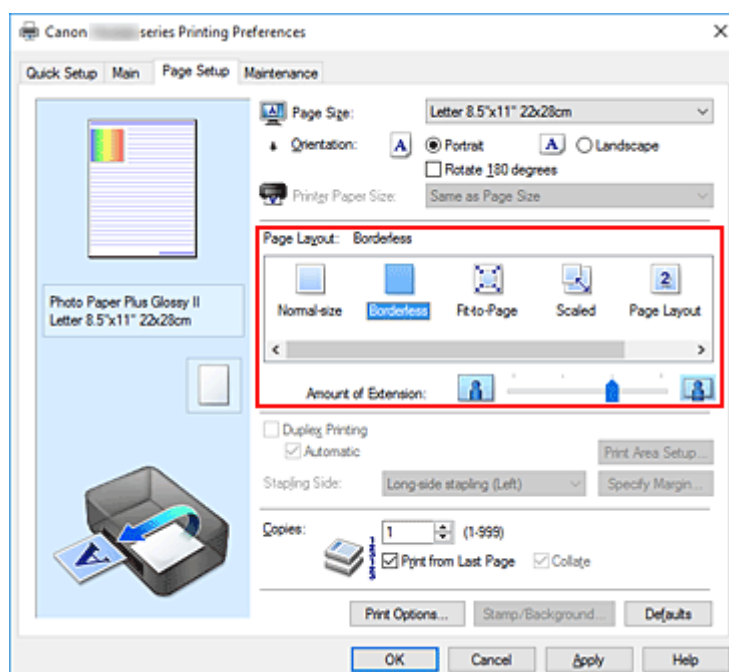 Canon series Printing Preferences
Quick Setup Main Page Setup Maintenance
Page Size: Letter 8.5"x11" 22x28cm
Orientation: A Portrait A Landscape
Rotate 180 degrees
Printer Paper Size: Same as Page Size
Page Layout: Borderless
2
Normal-size Borderless Fit-to-Page Scaled Page Layout
Photo Paper Plus Glossy II
Letter 8.5"x11" 22x28cm
Amount of Extension:
Duplex Printing
Automatic Print Area Setup...
Stapling Side: Long-side stapling (Left) Specify Margin...
Copies: 1 (1-999)
Print from Last Page Collate
A
Print Options... Stamp/Background... Defaults
OK Cancel Apply Help